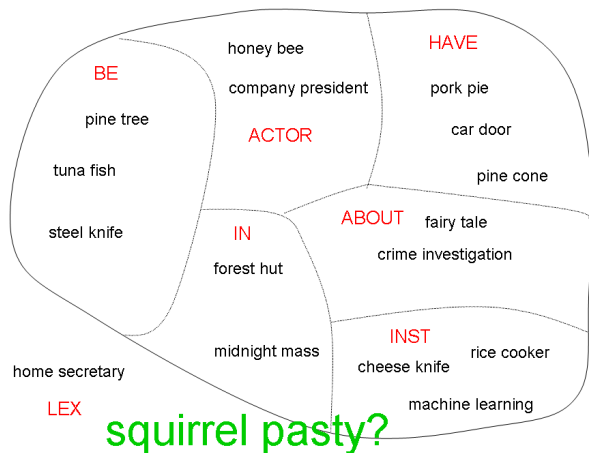 honey bee
HAVE
BE
company president
pork pie
pine tree
ACTOR
car door
tuna fish
pine cone
ABOUT
fairy tale
steel knife
IN
crime investigation
forest hut
INST
midnight mass
rice cooker
cheese knife
home secretary
LEX
machine learning
squirrel pasty?